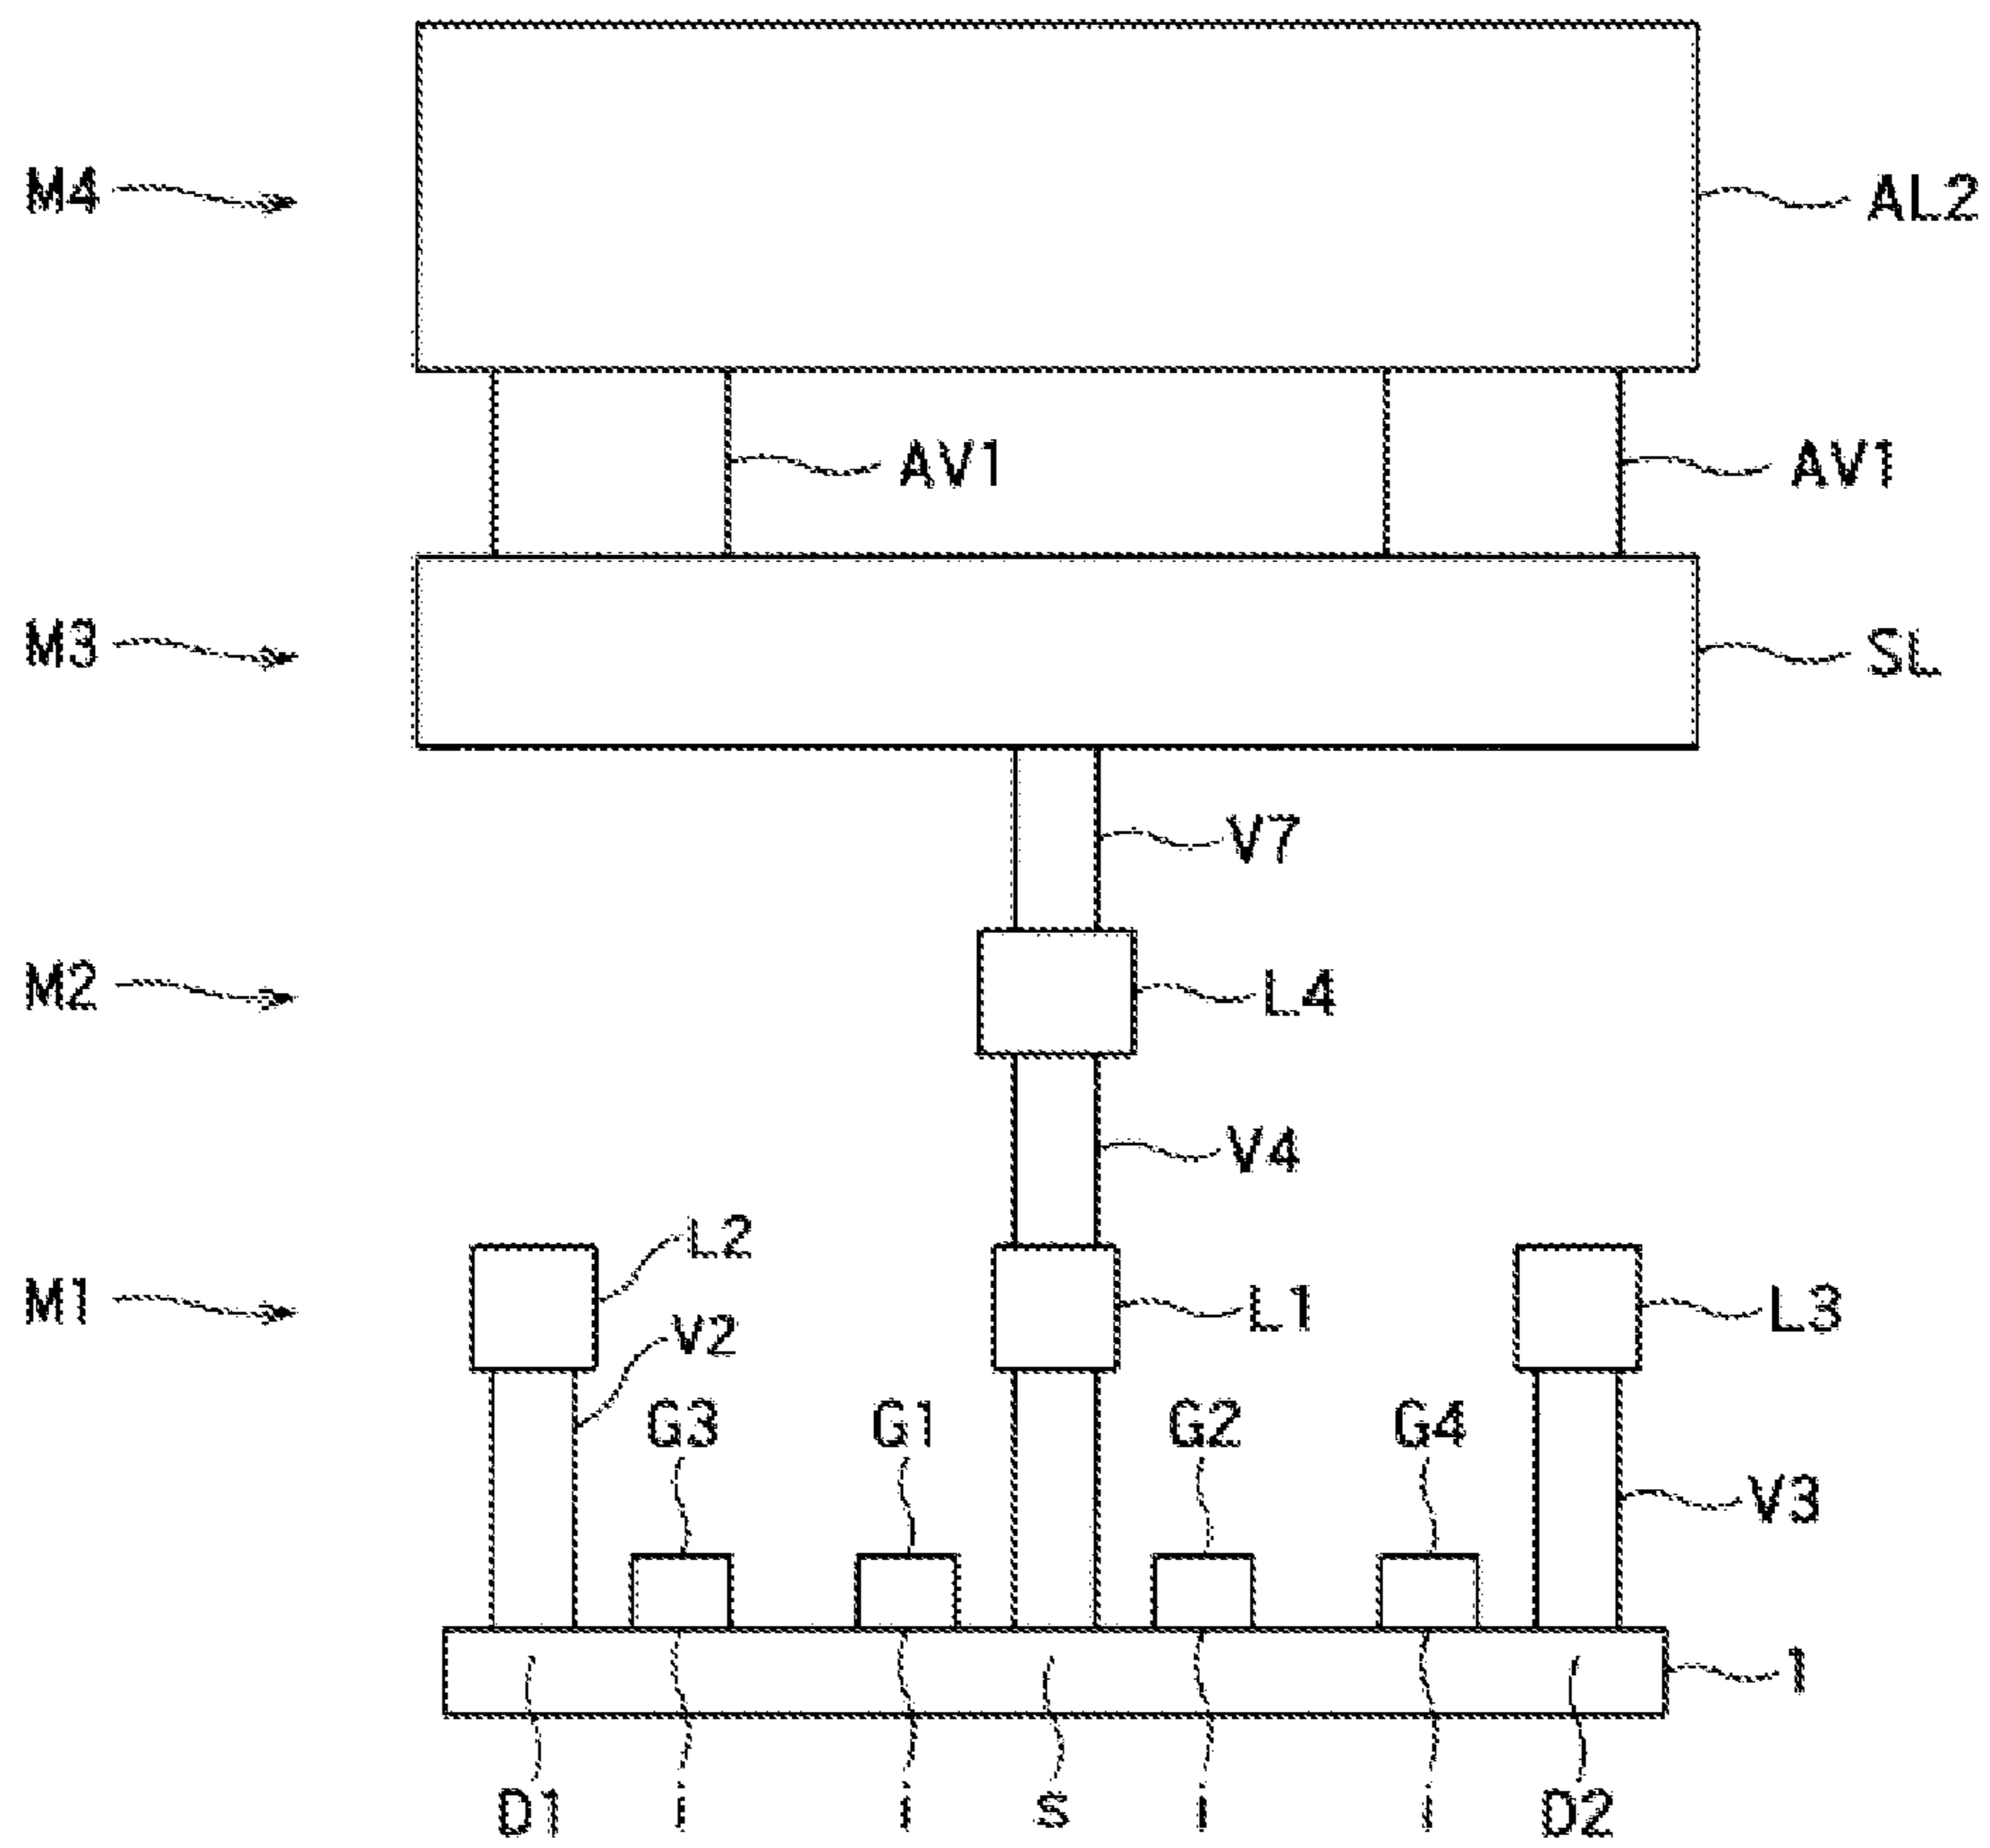 M4 AL2
AV1 AV1
M3 SL
V7
M2 L4
V4
L2
M1 L1 L3
V2
G3 G1 G2 G4
V3
1
D1 I I S I I D2